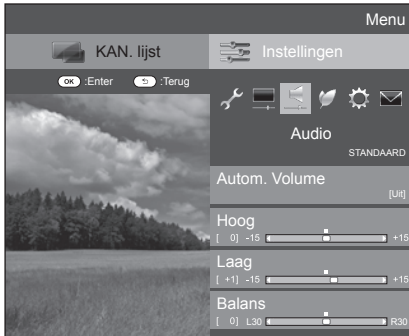 Menu
KAN. lijst
Instellingen
OK :Enter :Terug
Audio
STANDAARD
Autom. Volume
[Uit]
Hoog
[ 0] -15 +15
Laag
[ +1] -15 +15
Balans
[ 0] L30 R30